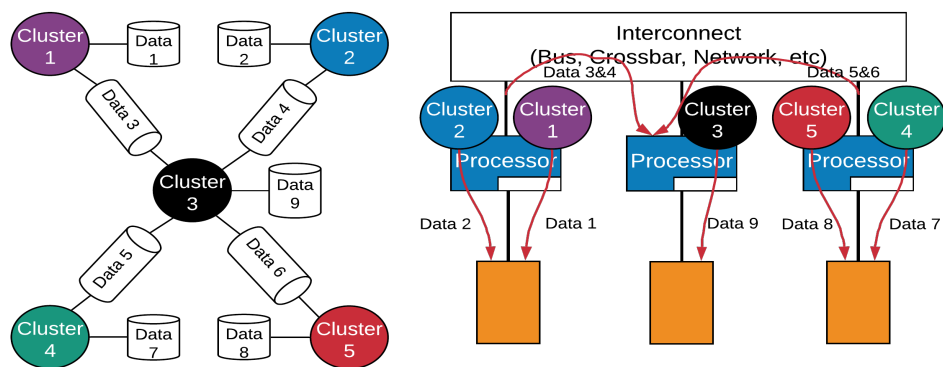 Cluster
1
Data
1
Data
2
Cluster
2
Data 3
Data 4
Cluster
3
Data
9
Data 5
Data 6
Cluster
4
Data
7
Data
8
Cluster
5
Interconnect
(Bus, Crossbar, Network, etc)
Data 3&4
Data 5&6
Cluster
2
Cluster
1
Cluster
3
Cluster
5
Cluster
4
Processor
Processor
Processor
Data 2
Data 1
Data 9
Data 8
Data 7